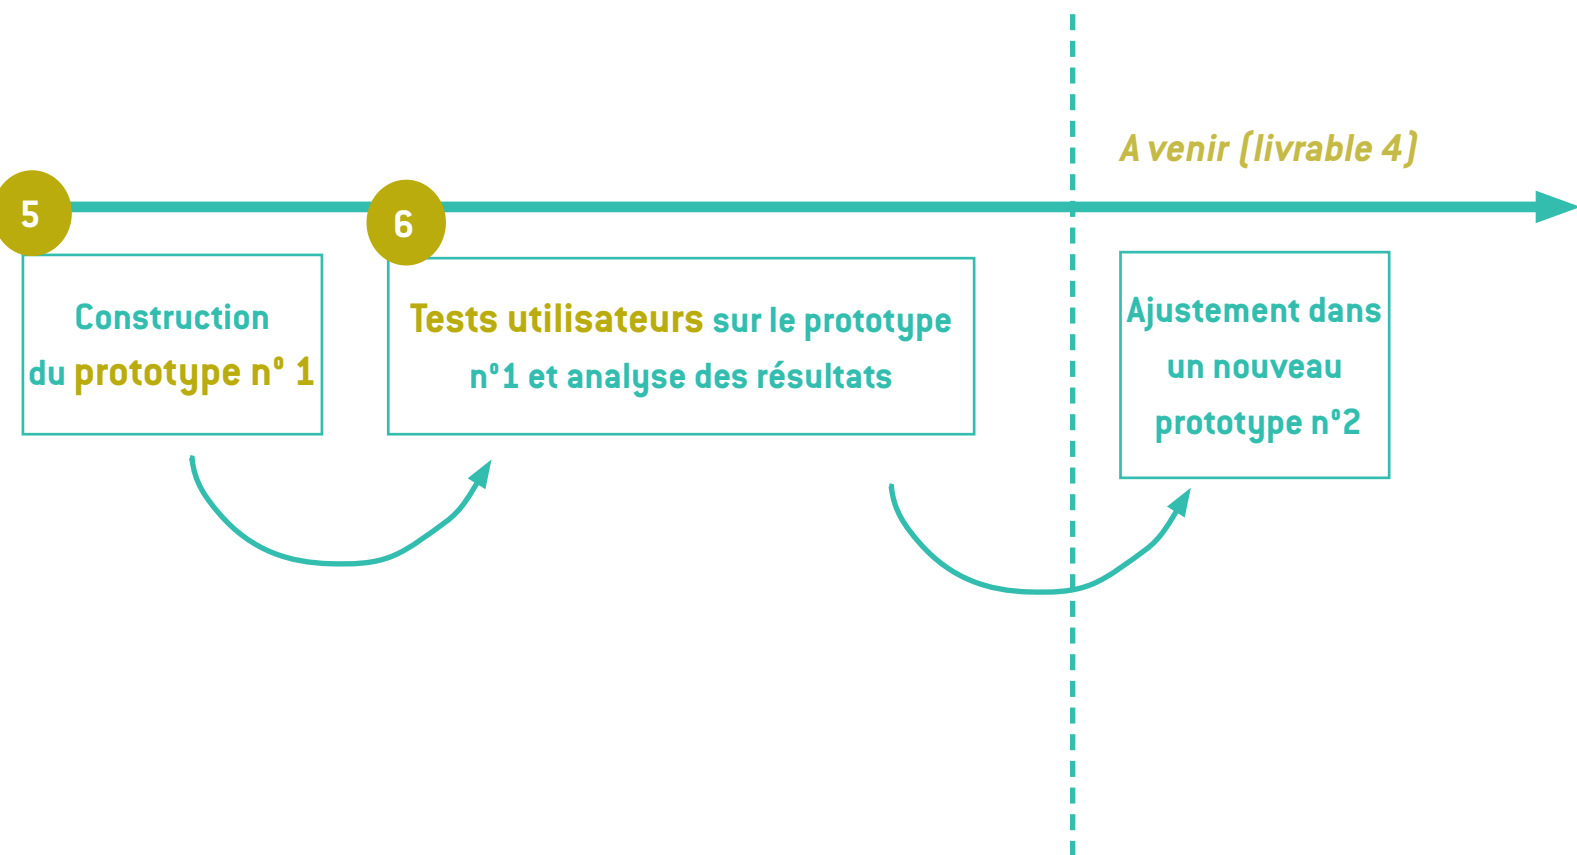 A venir (livrable 4)
5
6
Construction
du prototype n° 1
Tests utilisateurs sur le prototype
n°1 et analyse des résultats
Ajustement dans
un nouveau
prototype n°2